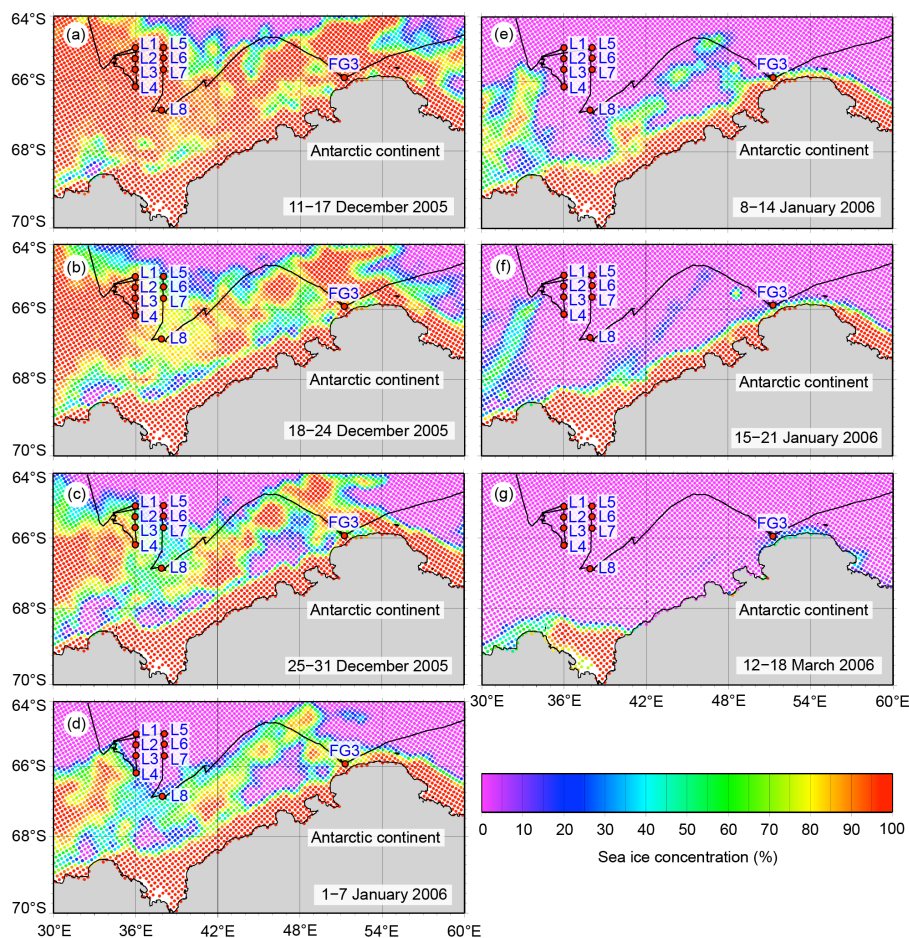 64°S
66°S
68°S
70°S
(a)
L1
L5
L2
L6
L3
L7
L4
L8
FG3
Antarctic continent
11−17 December 2005
64°S
66°S
68°S
70°S
(b)
L1
L5
L2
L6
L3
L7
L4
L8
FG3
Antarctic continent
18−24 December 2005
64°S
66°S
68°S
70°S
(c)
L1
L5
L2
L6
L3
L7
L4
L8
FG3
Antarctic continent
25−31 December 2005
64°S
66°S
68°S
70°S
(d)
L1
L5
L2
L6
L3
L7
L4
L8
FG3
Antarctic continent
1−7 January 2006
30°E 36°E 42°E 48°E 54°E 60°E
(e)
L1
L5
L2
L6
L3
L7
L4
L8
FG3
Antarctic continent
8−14 January 2006
(f)
L1
L5
L2
L6
L3
L7
L4
L8
FG3
Antarctic continent
15−21 January 2006
(g)
L1
L5
L2
L6
L3
L7
L4
L8
FG3
Antarctic continent
12−18 March 2006
30°E 36°E 42°E 48°E 54°E 60°E
0 10 20 30 40 50 60 70 80 90 100
Sea ice concentration (%)